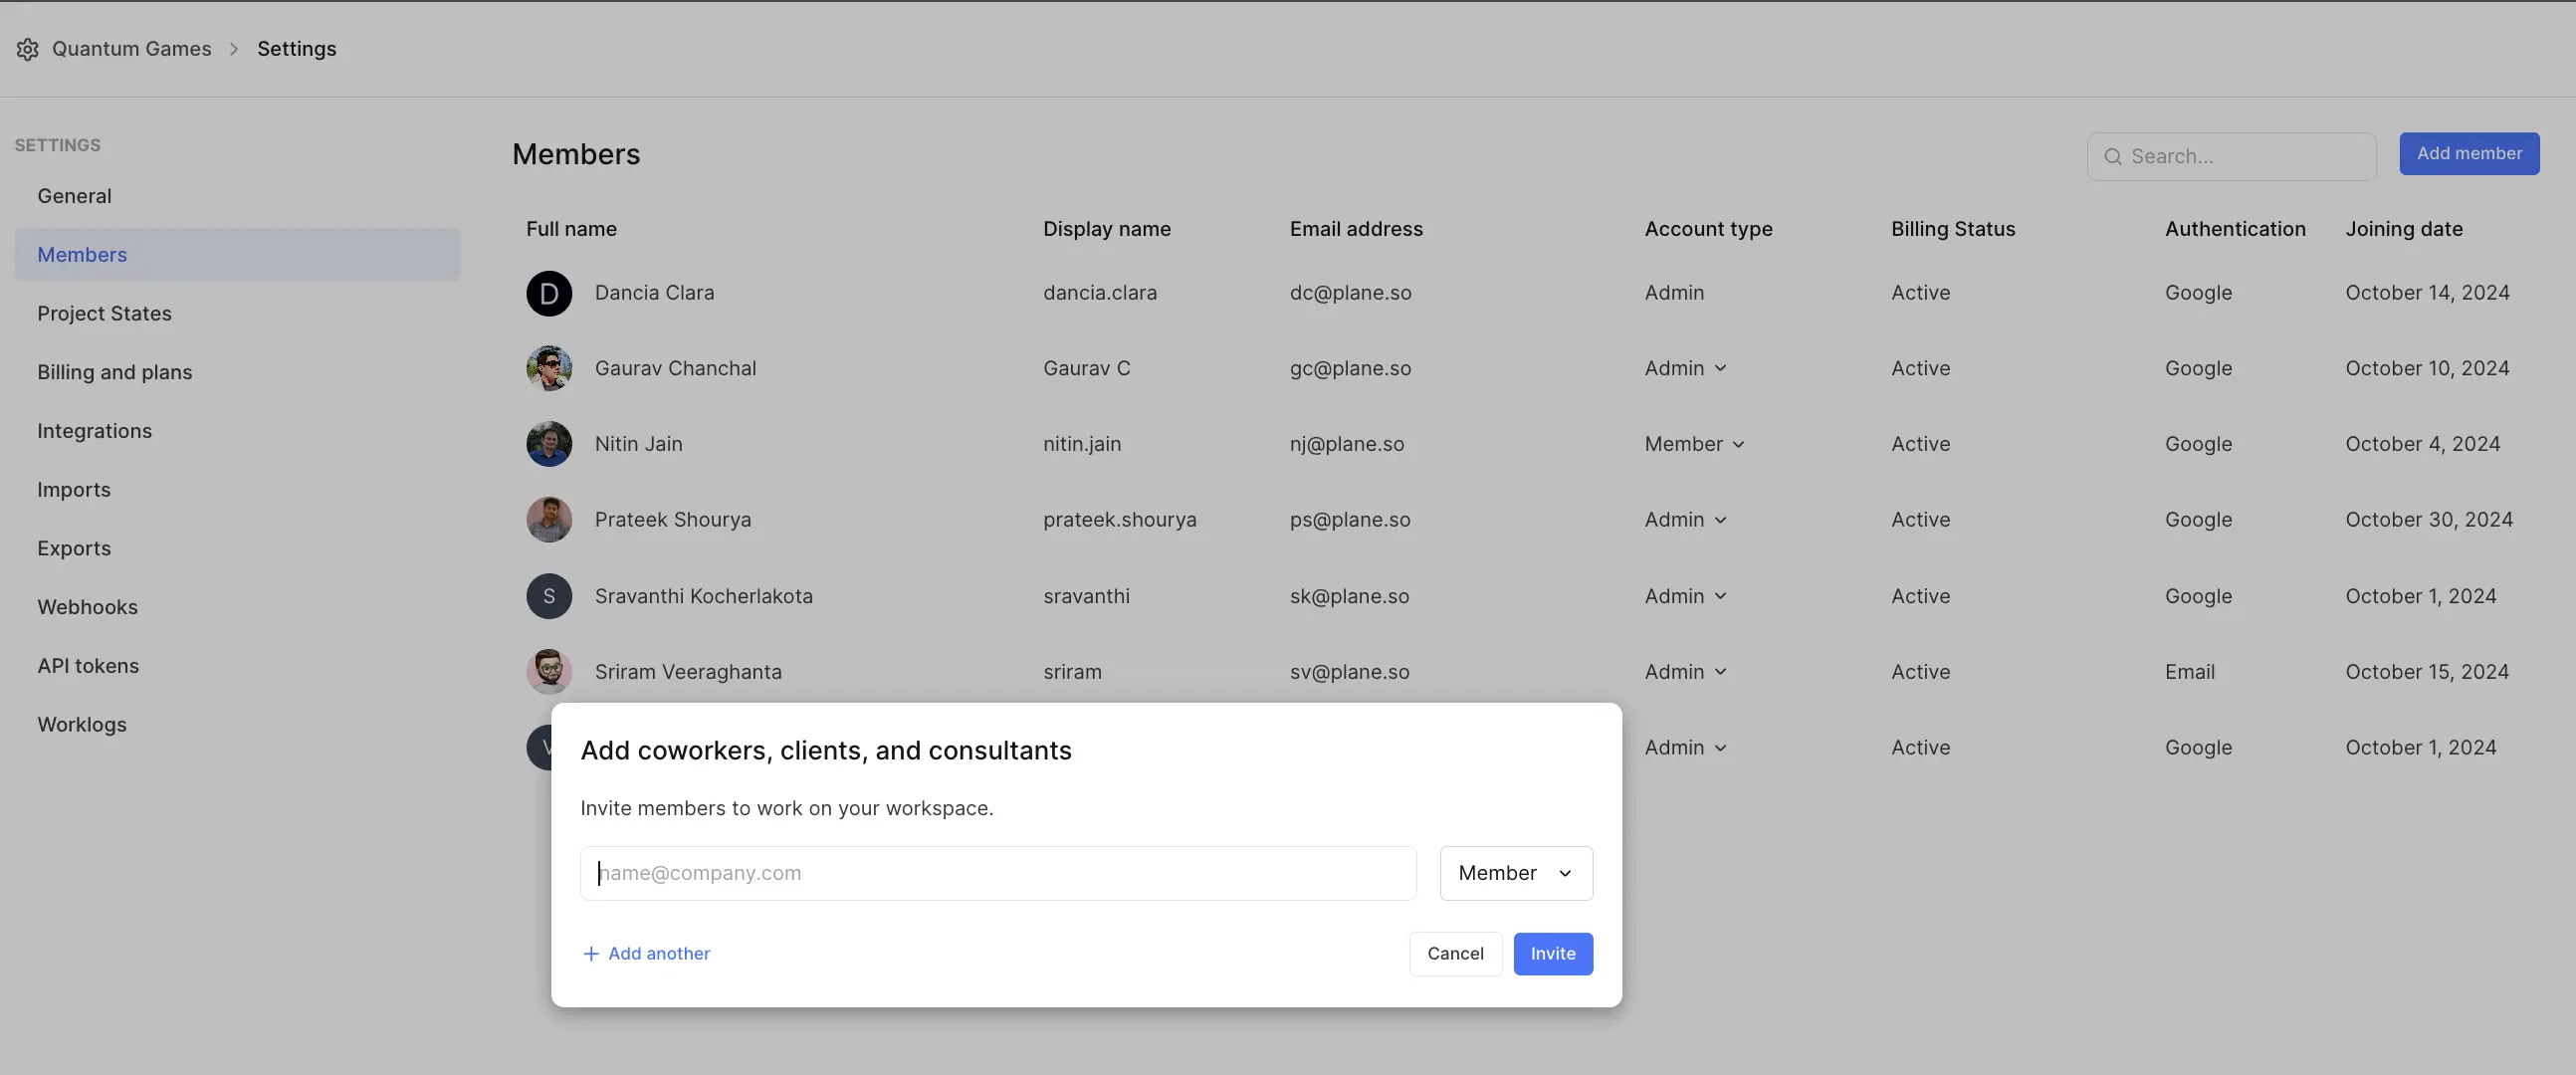 Quantum Games > Settings
SETTINGS
General
Members
Project States
Billing and plans
Integrations
Imports
Exports
Webhooks
API tokens
Worklogs
Members
Search...
Add member
Full name Display name Email address Account type Billing Status Authentication Joining date
D Dancia Clara dancia.clara dc@plane.so Admin Active Google October 14, 2024
Gaurav Chanchal Gaurav C gc@plane.so Admin Active Google October 10, 2024
Nitin Jain nitin.jain nj@plane.so Member Active Google October 4, 2024
Prateek Shourya prateek.shourya ps@plane.so Admin Active Google October 30, 2024
S Sravanthi Kocherlakota sravanthi sk@plane.so Admin Active Google October 1, 2024
Sriram Veeraghanta sriram sv@plane.so Admin Active Email October 15, 2024
Admin Active Google October 1, 2024
Add coworkers, clients, and consultants
Invite members to work on your workspace.
name@company.com
Member
+ Add another
Cancel
Invite